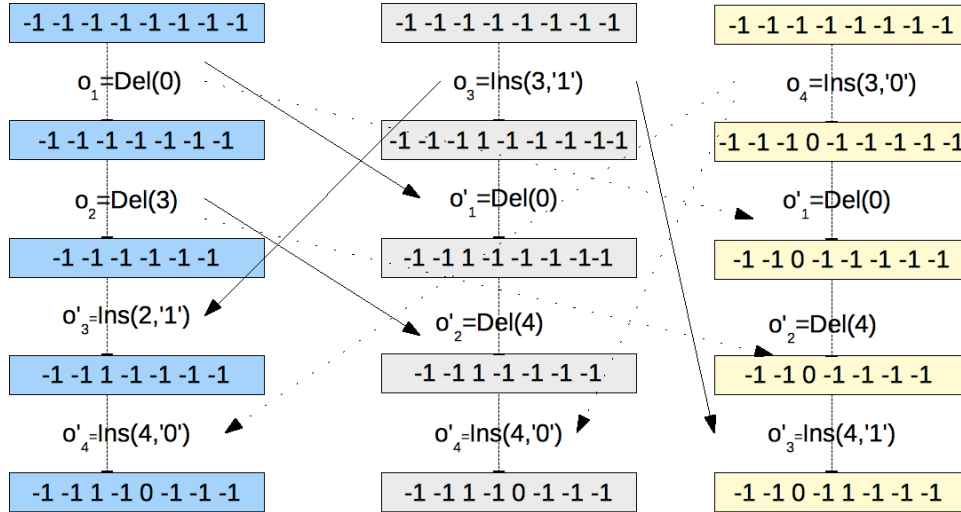 -1 -1 -1 -1 -1 -1 -1 -1
o₁=Del(0)
-1 -1 -1 -1 -1 -1 -1
o₂=Del(3)
-1 -1 -1 -1 -1 -1
o'₃=Ins(2,'1')
-1 -1 1 -1 -1 -1 -1
o'₄=Ins(4,'0')
-1 -1 1 -1 0 -1 -1 -1
-1 -1 -1 -1 -1 -1 -1 -1
o₃=Ins(3,'1')
-1 -1 -1 1 -1 -1 -1 -1-1
o'₁=Del(0)
-1 -1 1 -1 -1 -1 -1-1
o'₂=Del(4)
-1 -1 1 -1 -1 -1 -1
o'₄=Ins(4,'0')
-1 -1 1 -1 0 -1 -1 -1
-1 -1 -1 -1 -1 -1 -1 -1
o₄=Ins(3,'0')
-1 -1 -1 0 -1 -1 -1 -1 -1
o'₁=Del(0)
-1 -1 0 -1 -1 -1 -1 -1
o'₂=Del(4)
-1 -1 0 -1 -1 -1 -1
o'₃=Ins(4,'1')
-1 -1 0 -1 1 -1 -1 -1